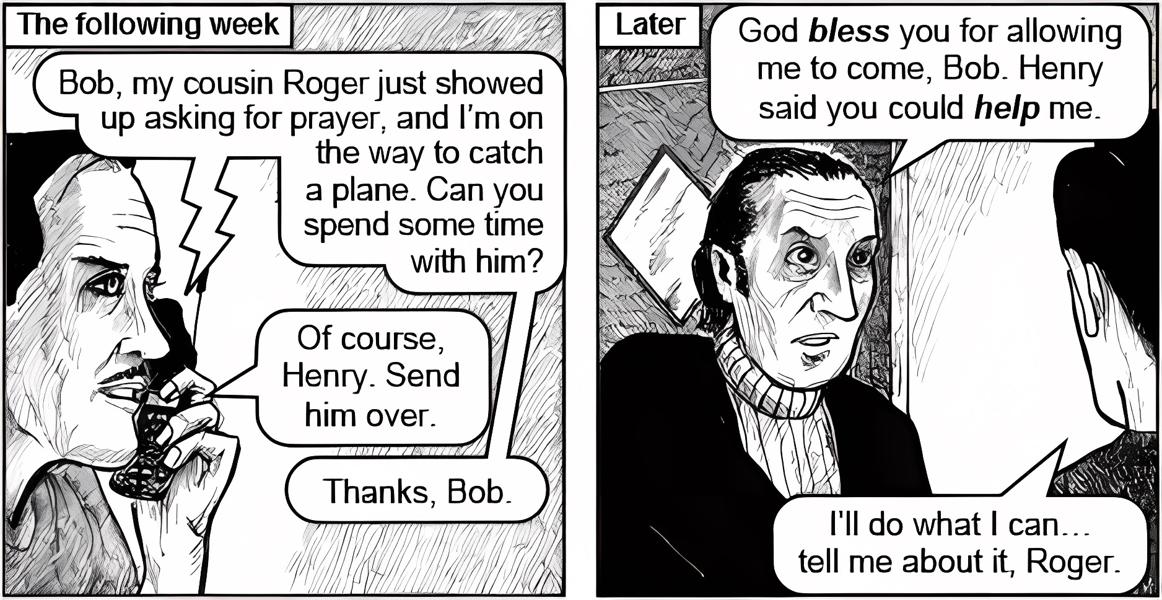 The following week
Bob, my cousin Roger just showed
up asking for prayer, and I'm on
the way to catch
a plane. Can you
spend some time
with him?
Of course,
Henry. Send
him over.
Thanks, Bob.
Later
God bless you for allowing
me to come, Bob. Henry
said you could help me.
I'll do what I can...
tell me about it, Roger.